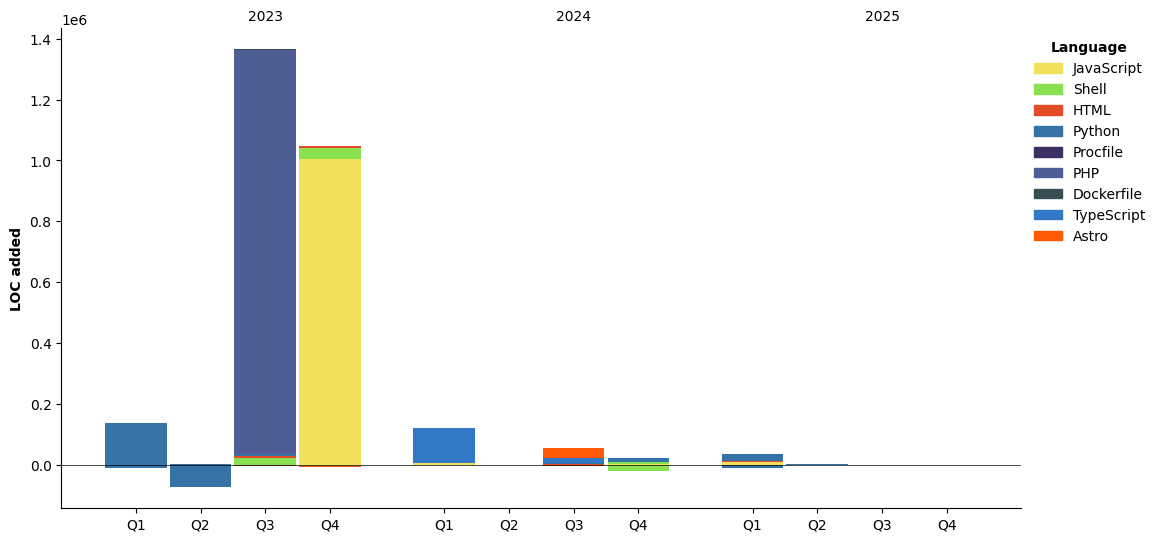 2023 2024 2025
1e6
1.4
1.2
1.0
0.8
0.6
0.4
0.2
0.0
LOC added
Q1 Q2 Q3 Q4 Q1 Q2 Q3 Q4 Q1 Q2 Q3 Q4
Language
JavaScript
Shell
HTML
Python
Procfile
PHP
Dockerfile
TypeScript
Astro